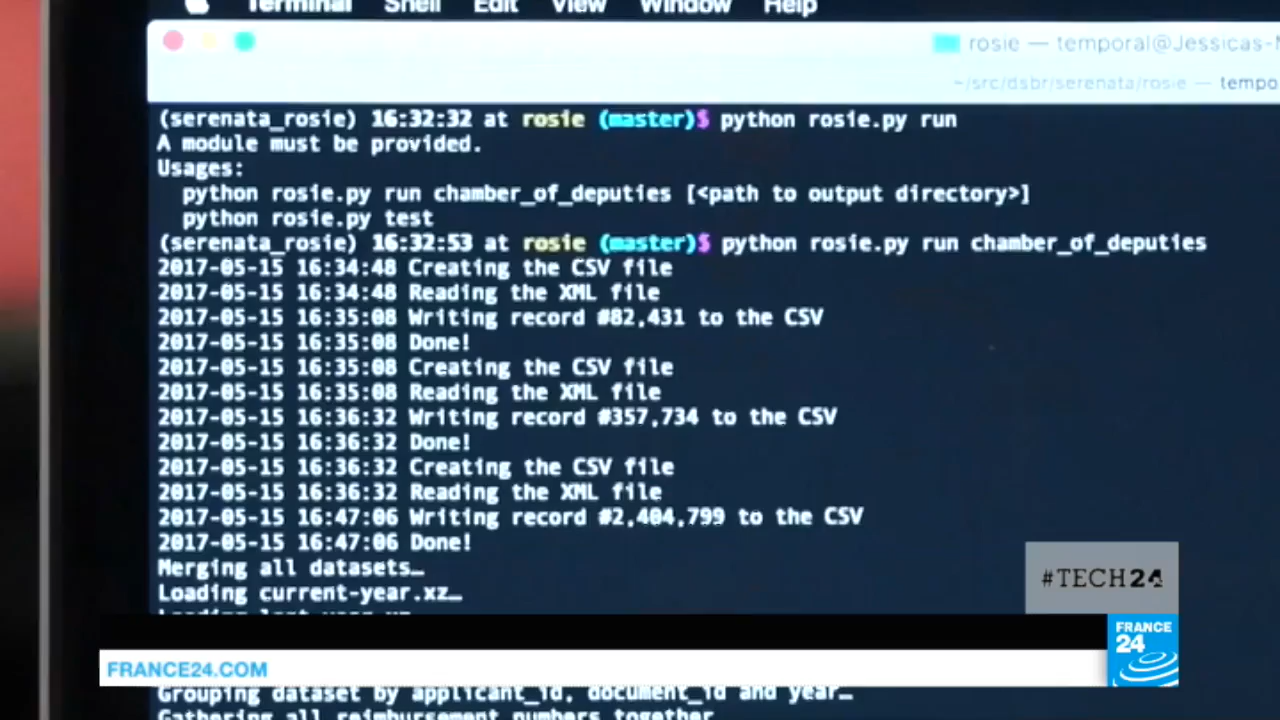 Terminal Shell Edit View Window Help
rosie — temporal@Jessicas-M
~/src/dsbr/serenata/rosie — tempo
(serenata_rosie) 16:32:32 at rosie (master)$ python rosie.py run
A module must be provided.
Usages:
python rosie.py run chamber_of_deputies [<path to output directory>]
python rosie.py test
(serenata_rosie) 16:32:53 at rosie (master)$ python rosie.py run chamber_of_deputies
2017-05-15 16:34:48 Creating the CSV file
2017-05-15 16:34:48 Reading the XML file
2017-05-15 16:35:08 Writing record #82,431 to the CSV
2017-05-15 16:35:08 Done!
2017-05-15 16:35:08 Creating the CSV file
2017-05-15 16:35:08 Reading the XML file
2017-05-15 16:36:32 Writing record #357,734 to the CSV
2017-05-15 16:36:32 Done!
2017-05-15 16:36:32 Creating the CSV file
2017-05-15 16:36:32 Reading the XML file
2017-05-15 16:47:06 Writing record #2,404,799 to the CSV
2017-05-15 16:47:06 Done!
Merging all datasets…
Loading current-year.xz…
#TECH24
FRANCE
24
FRANCE24.COM
Grouping dataset by applicant_id, document_id and year…
Gathering all reimbursement numbers together